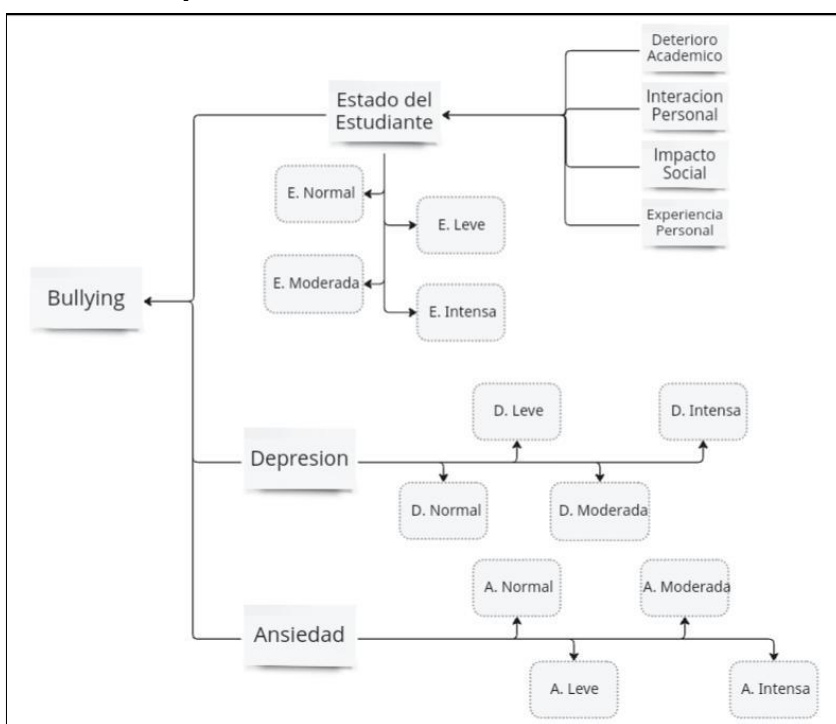 Deterioro
Academico
Estado del
Estudiante
Interacion
Personal
Impacto
Social
Experiencia
Personal
E. Normal
E. Leve
E. Moderada
E. Intensa
Bullying
D. Leve
D. Intensa
Depresion
D. Normal
D. Moderada
A. Normal
A. Moderada
Ansiedad
A. Leve
A. Intensa